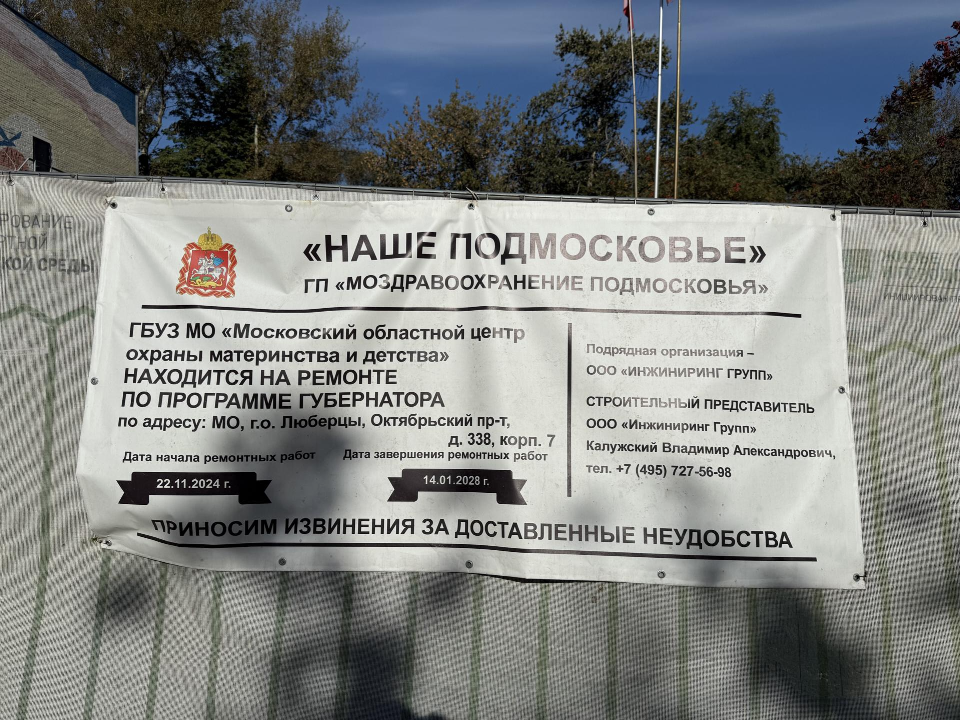 «НАШЕ ПОДМОСКОВЬЕ»
ГП «МОЗДРАВООХРАНЕНИЕ ПОДМОСКОВЬЯ»
ГБУЗ МО «Московский областной центр
охраны материнства и детства»
НАХОДИТСЯ НА РЕМОНТЕ
ПО ПРОГРАММЕ ГУБЕРНАТОРА
по адресу: МО, г.о. Люберцы, Октябрьский пр-т,
д. 338, корп. 7
Дата начала ремонтных работ
22.11.2024 г.
Дата завершения ремонтных работ
14.01.2028 г.
Подрядная организация –
ООО «ИНЖИНИРИНГ ГРУПП»
СТРОИТЕЛЬНЫЙ ПРЕДСТАВИТЕЛЬ
ООО «Инжиниринг Групп»
Калужский Владимир Александрович,
тел. +7 (495) 727-56-98
ПРИНОСИМ ИЗВИНЕНИЯ ЗА ДОСТАВЛЕННЫЕ НЕУДОБСТВА
СРЕДЫ